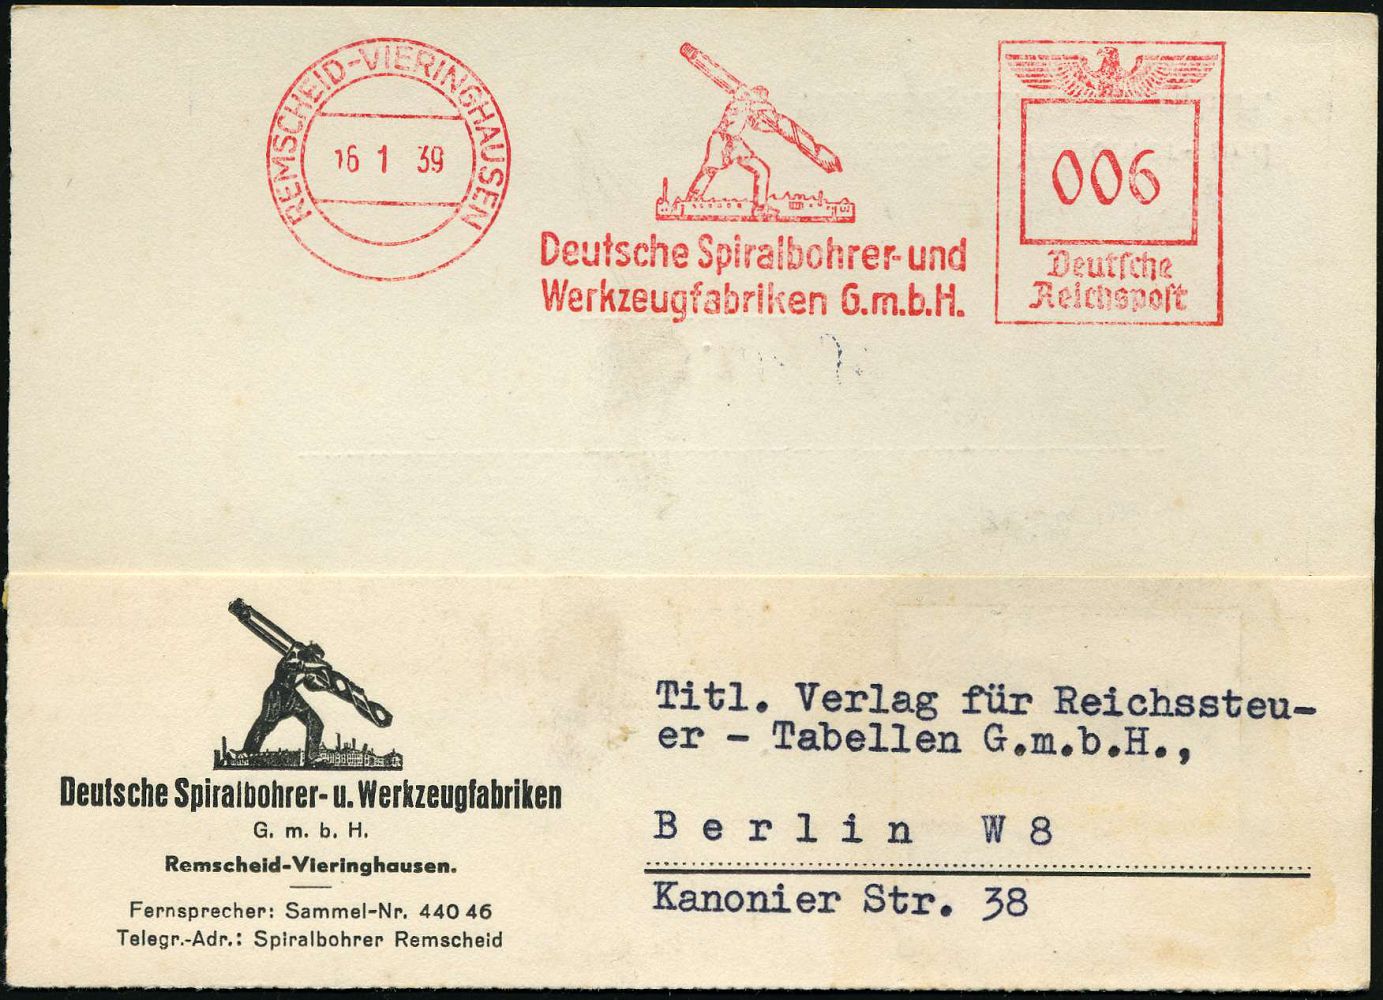 REMSCHEID-VIERINGHAUSEN
16 1 39
Deutsche Spiralbohrer- und
Werkzeugfabriken G.m.b.H.
006
Deutsche
Reichspost
Deutsche Spiralbohrer- u. Werkzeugfabriken
G. m. b. H.
Remscheid-Vieringhausen.
Fernsprecher: Sammel-Nr. 440 46
Telegr.-Adr.: Spiralbohrer Remscheid
Titl. Verlag für Reichssteu-
er - Tabellen G.m.b.H.,
Berlin W 8
Kanonier Str. 38